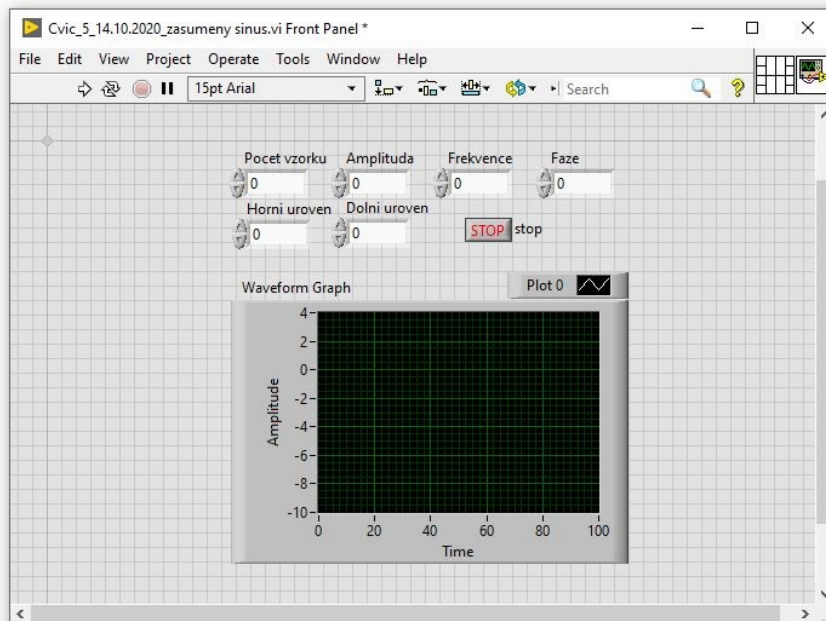 Cvic_5_14.10.2020_zasumeny sinus.vi Front Panel *
File Edit View Project Operate Tools Window Help
15pt Arial Search
Pocet vzorku Amplituda Frekvence Faze
0 0 0 0
Horni uroven Dolni uroven
0 0 STOP stop
Waveform Graph Plot 0
4
2
0
-2
-4
-6
-8
-10
Amplitude
0 20 40 60 80 100
Time